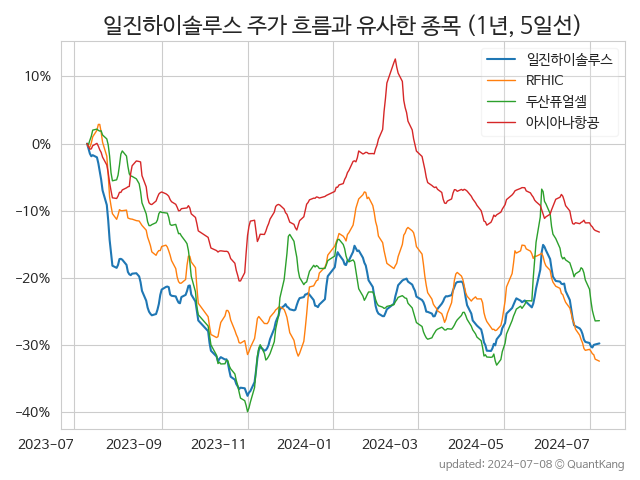 일진하이솔루스 주가 흐름과 유사한 종목 (1년, 5일선)
일진하이솔루스
RFHIC
두산퓨얼셀
아시아나항공
10%
0%
−10%
−20%
−30%
−40%
2023-07 2023-09 2023-11 2024-01 2024-03 2024-05 2024-07
updated: 2024-07-08 © QuantKang